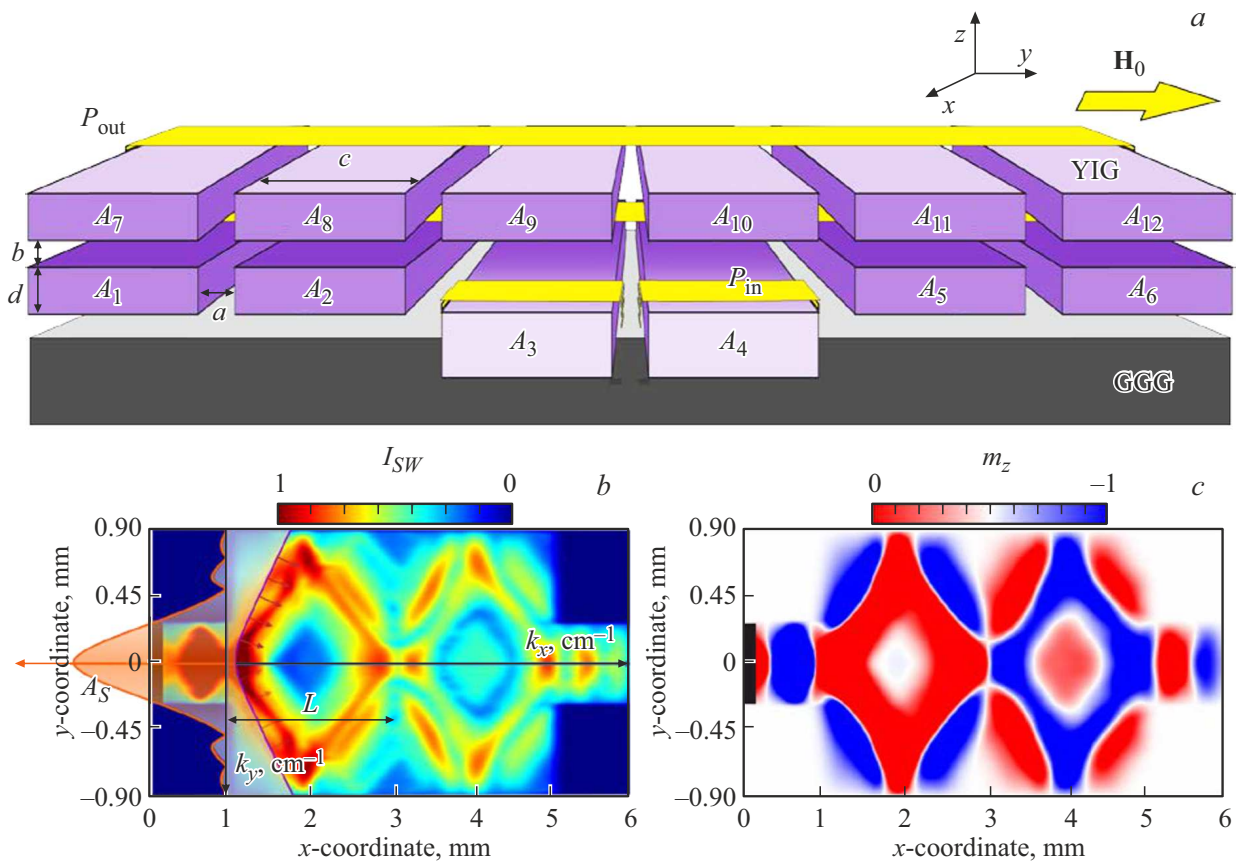 a
z
y
x
H0
Pout
c
YIG
A7 A8 A9 A10 A11 A12
b
d
A1 A2 Pin A5 A6
a
A3 A4
GGG
ISW
1 0
b
0.90
0.45
0
−0.45
−0.90
y-coordinate, mm
AS
L
kx, cm−1
ky, cm−1
0 1 2 3 4 5 6
x-coordinate, mm
mz
0 −1
c
0.90
0.45
0
−0.45
−0.90
y-coordinate, mm
0 1 2 3 4 5 6
x-coordinate, mm